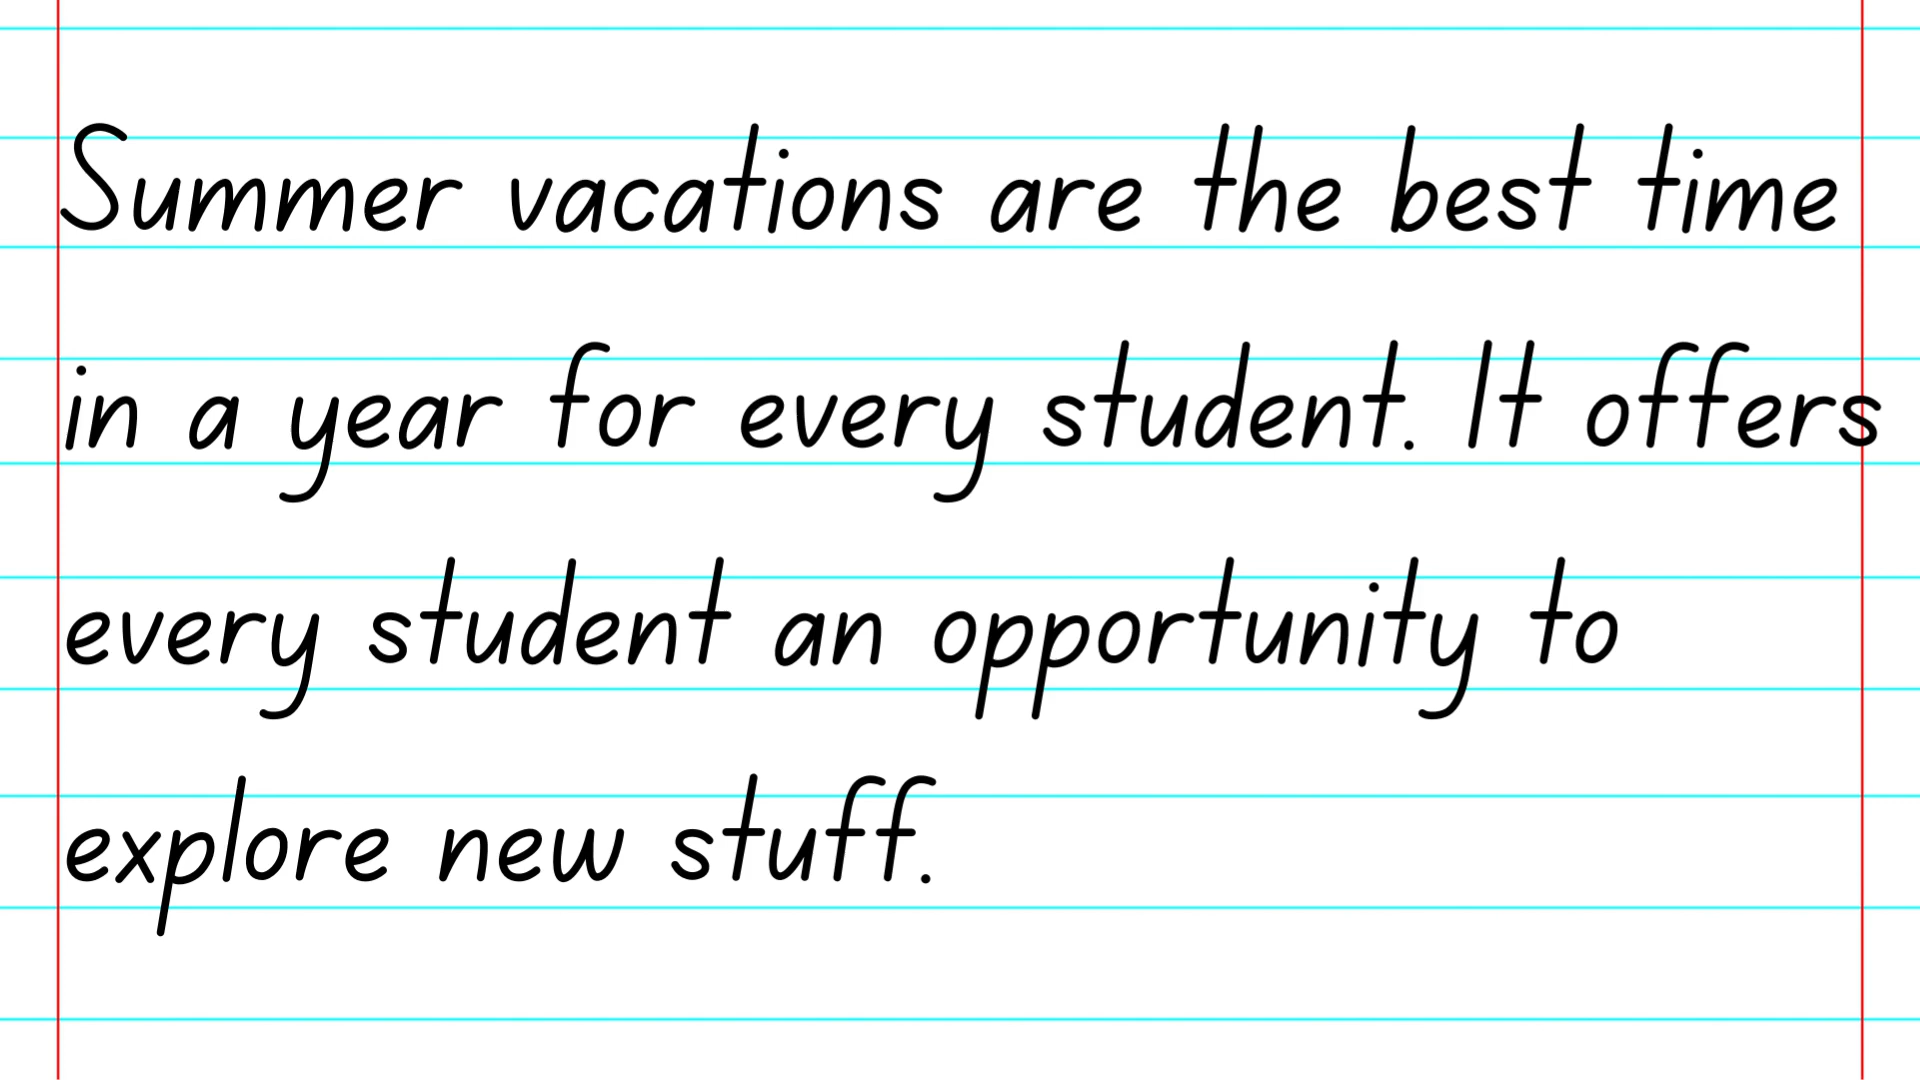 Summer vacations are the best time
in a year for every student. It offers
every student an opportunity to
explore new stuff.